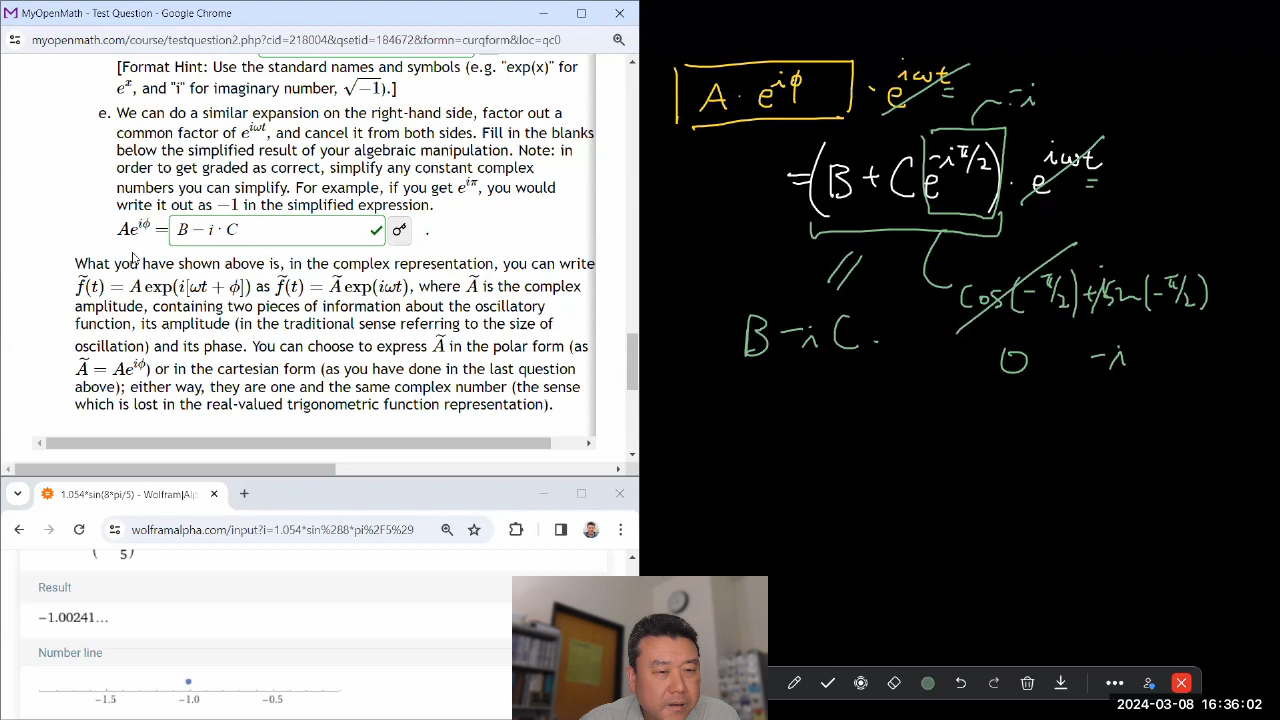 MyOpenMath - Test Question - Google Chrome
myopenmath.com/course/testquestion2.php?cid=218004&qsetid=184672&formn=curqform&loc=qc0
[Format Hint: Use the standard names and symbols (e.g. "exp(x)" for
e^x, and "i" for imaginary number, √−1).]
e. We can do a similar expansion on the right-hand side, factor out a
common factor of e^{iωt}, and cancel it from both sides. Fill in the blanks
below the simplified result of your algebraic manipulation. Note: in
order to get graded as correct, simplify any constant complex
numbers you can simplify. For example, if you get e^{iπ}, you would
write it out as −1 in the simplified expression.
Ae^{iϕ} = B − i · C .
What you have shown above is, in the complex representation, you can write
f̃(t) = A exp(i[ωt + ϕ]) as f̃(t) = Ã exp(iωt), where Ã is the complex
amplitude, containing two pieces of information about the oscillatory
function, its amplitude (in the traditional sense referring to the size of
oscillation) and its phase. You can choose to express Ã in the polar form (as
Ã = Ae^{iϕ}) or in the cartesian form (as you have done in the last question
above); either way, they are one and the same complex number (the sense
which is lost in the real-valued trigonometric function representation).
1.054*sin(8*pi/5) - Wolfram|Alp
wolframalpha.com/input?i=1.054*sin%288*pi%2F5%29
( 5)
Result
−1.00241...
Number line
−1.5 −1.0 −0.5
A · e^{iϕ} · e^{iωt}
-i
= (B + C e^{-iπ/2}) · e^{iωt}
//
cos(-π/2) + i sin(-π/2)
B - i C.
0 -i
2024-03-08 16:36:02